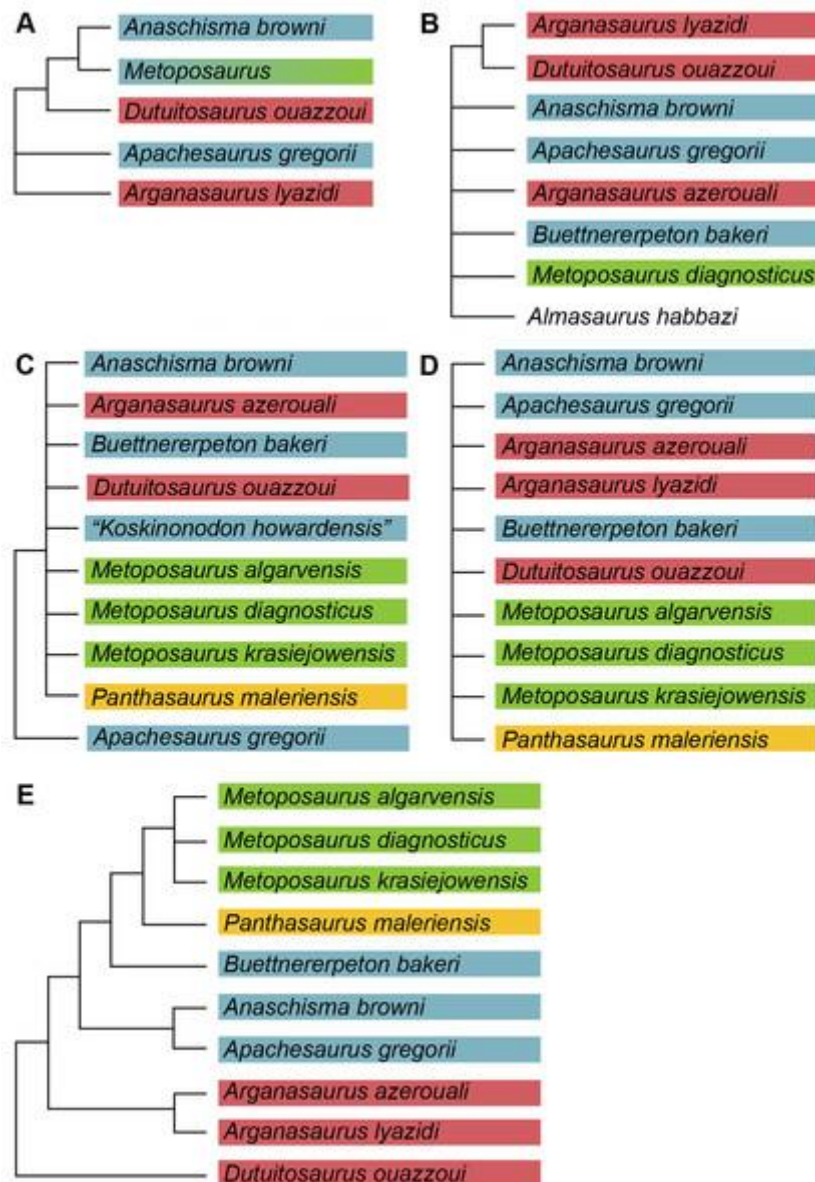 A
Anaschisma browni
Metoposaurus
Dutuitosaurus ouazzoui
Apachesaurus gregorii
Arganasaurus lyazidi
B
Arganasaurus lyazidi
Dutuitosaurus ouazzoui
Anaschisma browni
Apachesaurus gregorii
Arganasaurus azerouali
Buettnererpeton bakeri
Metoposaurus diagnosticus
Almasaurus habbazi
C
Anaschisma browni
Arganasaurus azerouali
Buettnererpeton bakeri
Dutuitosaurus ouazzoui
“Koskinonodon howardensis”
Metoposaurus algarvensis
Metoposaurus diagnosticus
Metoposaurus krasiejowensis
Panthasaurus maleriensis
Apachesaurus gregorii
D
Anaschisma browni
Apachesaurus gregorii
Arganasaurus azerouali
Arganasaurus lyazidi
Buettnererpeton bakeri
Dutuitosaurus ouazzoui
Metoposaurus algarvensis
Metoposaurus diagnosticus
Metoposaurus krasiejowensis
Panthasaurus maleriensis
E
Metoposaurus algarvensis
Metoposaurus diagnosticus
Metoposaurus krasiejowensis
Panthasaurus maleriensis
Buettnererpeton bakeri
Anaschisma browni
Apachesaurus gregorii
Arganasaurus azerouali
Arganasaurus lyazidi
Dutuitosaurus ouazzoui